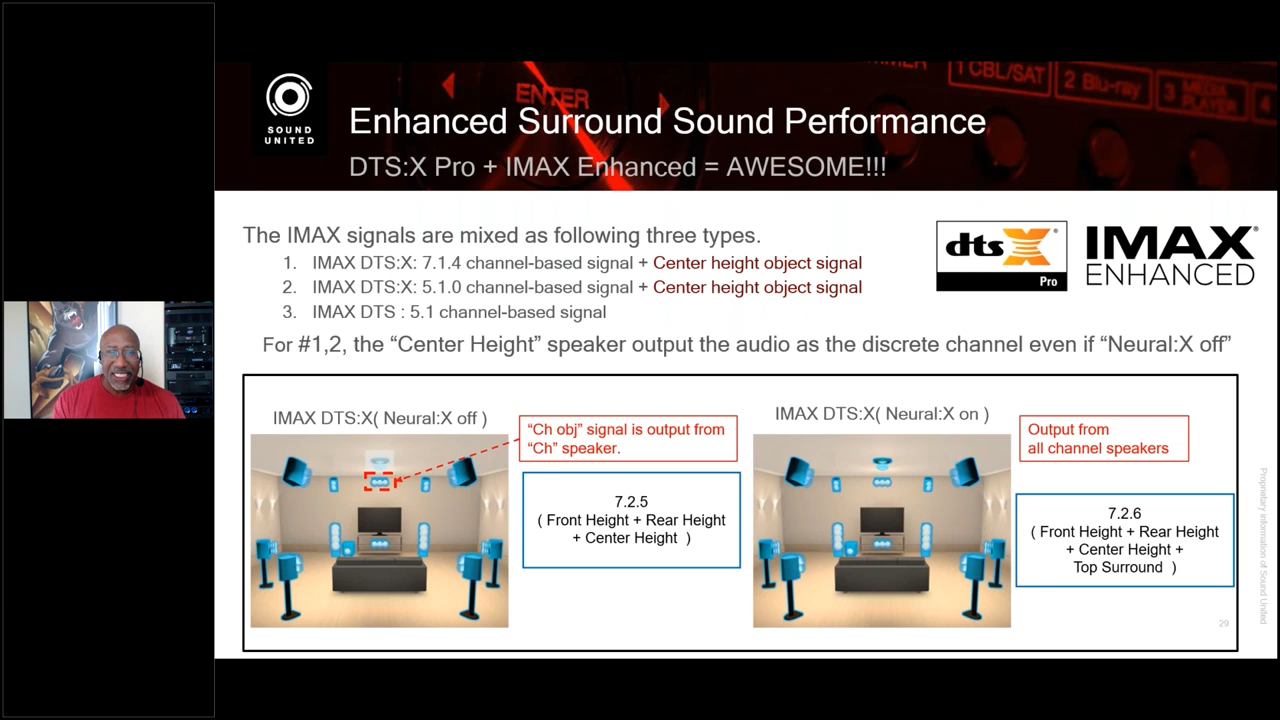 SOUND
UNITED
ENTER
1 CBL/SAT
2 Blu-ray
3 MEDIA
PLAYER
4
Enhanced Surround Sound Performance
DTS:X Pro + IMAX Enhanced = AWESOME!!!
The IMAX signals are mixed as following three types.
1. IMAX DTS:X: 7.1.4 channel-based signal + Center height object signal
2. IMAX DTS:X: 5.1.0 channel-based signal + Center height object signal
3. IMAX DTS : 5.1 channel-based signal
dts X
Pro
IMAX®
ENHANCED
For #1,2, the “Center Height” speaker output the audio as the discrete channel even if “Neural:X off”
IMAX DTS:X( Neural:X off )
“Ch obj” signal is output from
“Ch” speaker.
7.2.5
( Front Height + Rear Height
+ Center Height )
IMAX DTS:X( Neural:X on )
Output from
all channel speakers
7.2.6
( Front Height + Rear Height
+ Center Height +
Top Surround )
Proprietary information of Sound United
29